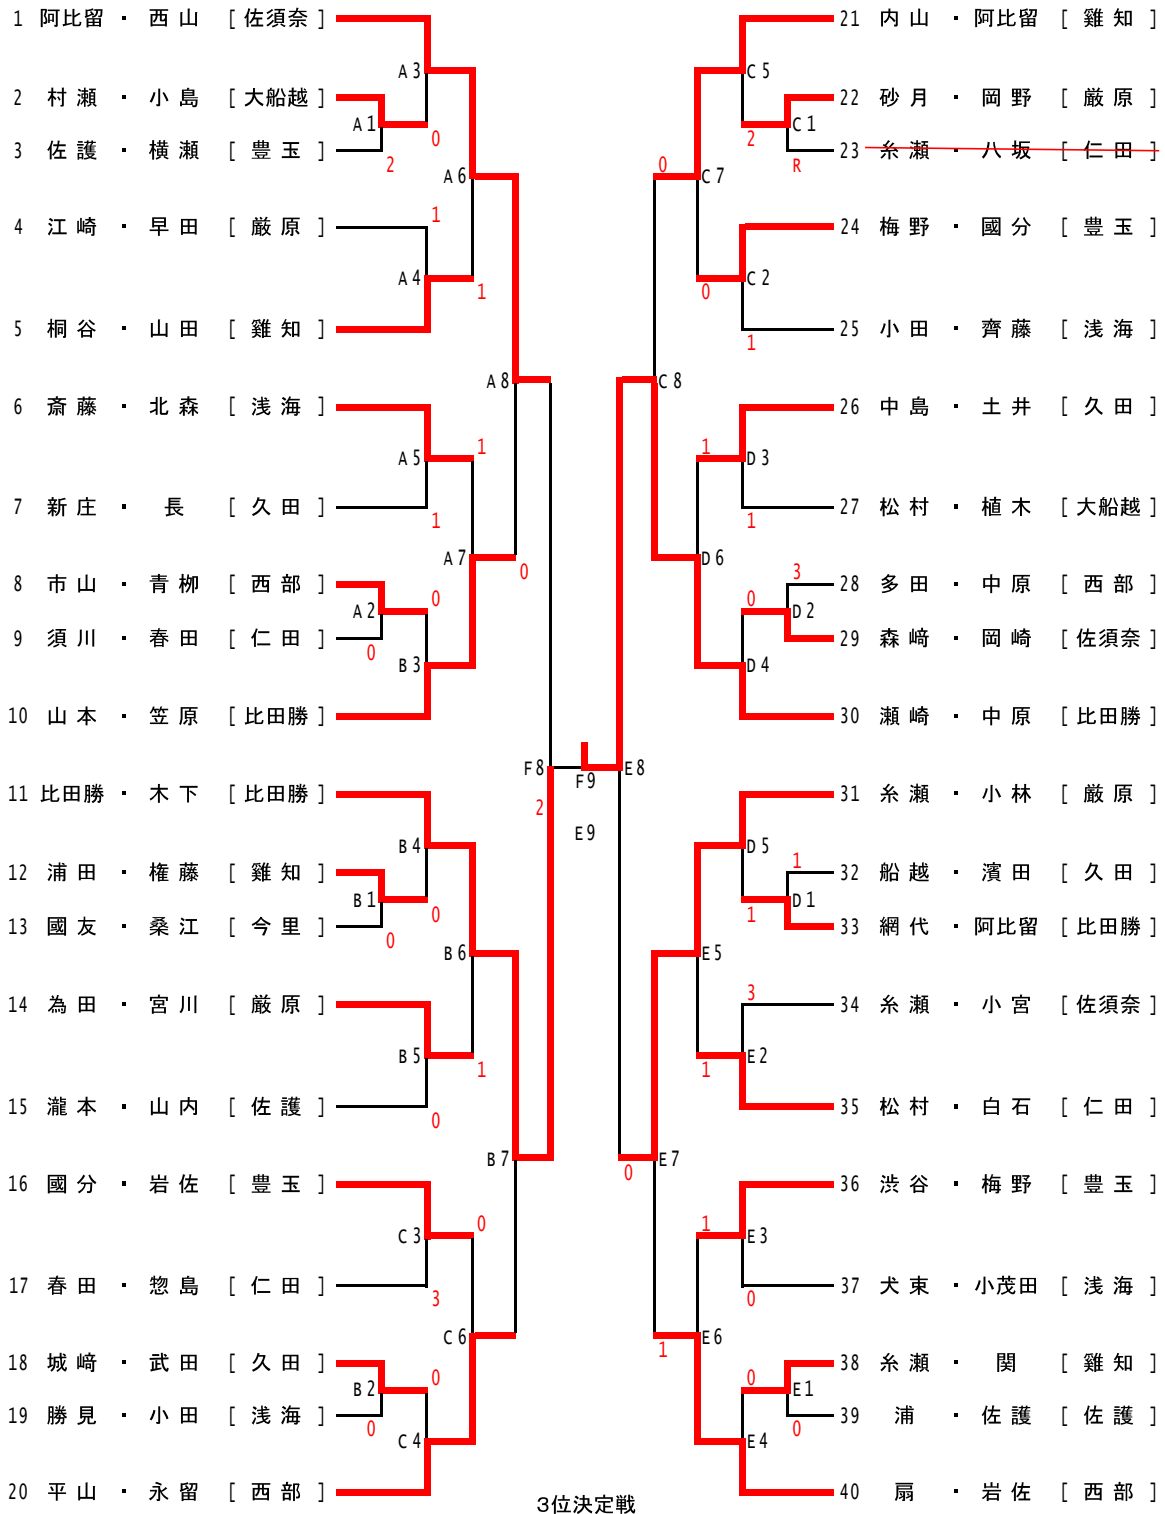 1 阿比留 ・ 西山 [ 佐須奈 ]
A3
2 村瀬 ・ 小島 [ 大船越 ]
A1
0
3 佐護 ・ 横瀬 [ 豊玉 ]
2
A6
1
4 江崎 ・ 早田 [ 厳原 ]
A4
1
5 桐谷 ・ 山田 [ 雞知 ]
A8
6 斎藤 ・ 北森 [ 浅海 ]
1
A5
7 新庄 ・ 長 [ 久田 ]
1
A7
0
8 市山 ・ 青栁 [ 西部 ]
0
A2
9 須川 ・ 春田 [ 仁田 ]
0
B3
10 山本 ・ 笠原 [ 比田勝 ]
F8
2
11 比田勝 ・ 木下 [ 比田勝 ]
B4
12 浦田 ・ 権藤 [ 雞知 ]
B1
0
13 國友 ・ 桑江 [ 今里 ]
0
B6
14 為田 ・ 宮川 [ 厳原 ]
B5
1
15 瀧本 ・ 山内 [ 佐護 ]
0
B7
16 國分 ・ 岩佐 [ 豊玉 ]
0
C3
17 春田 ・ 惣島 [ 仁田 ]
3
C6
18 城﨑 ・ 武田 [ 久田 ]
0
B2
19 勝見 ・ 小田 [ 浅海 ]
0
C4
20 平山 ・ 永留 [ 西部 ]
F9
E9
3位決定戦
21 内山 ・ 阿比留 [ 雞知 ]
C5
22 砂月 ・ 岡野 [ 厳原 ]
C1
2
23 糸瀬 ・ 八坂 [ 仁田 ]
R
0
C7
24 梅野 ・ 國分 [ 豊玉 ]
C2
0
25 小田 ・ 齊藤 [ 浅海 ]
1
C8
26 中島 ・ 土井 [ 久田 ]
1
D3
27 松村 ・ 植木 [ 大船越 ]
1
D6
3
28 多田 ・ 中原 [ 西部 ]
0
D2
29 森﨑 ・ 岡崎 [ 佐須奈 ]
D4
30 瀬崎 ・ 中原 [ 比田勝 ]
E8
31 糸瀬 ・ 小林 [ 厳原 ]
D5
1
32 船越 ・ 濱田 [ 久田 ]
D1
1
33 網代 ・ 阿比留 [ 比田勝 ]
E5
3
34 糸瀬 ・ 小宮 [ 佐須奈 ]
E2
1
35 松村 ・ 白石 [ 仁田 ]
E7
0
36 渋谷 ・ 梅野 [ 豊玉 ]
1
E3
37 犬束 ・ 小茂田 [ 浅海 ]
0
E6
1
38 糸瀬 ・ 関 [ 雞知 ]
0
E1
39 浦 ・ 佐護 [ 佐護 ]
0
E4
40 扇 ・ 岩佐 [ 西部 ]